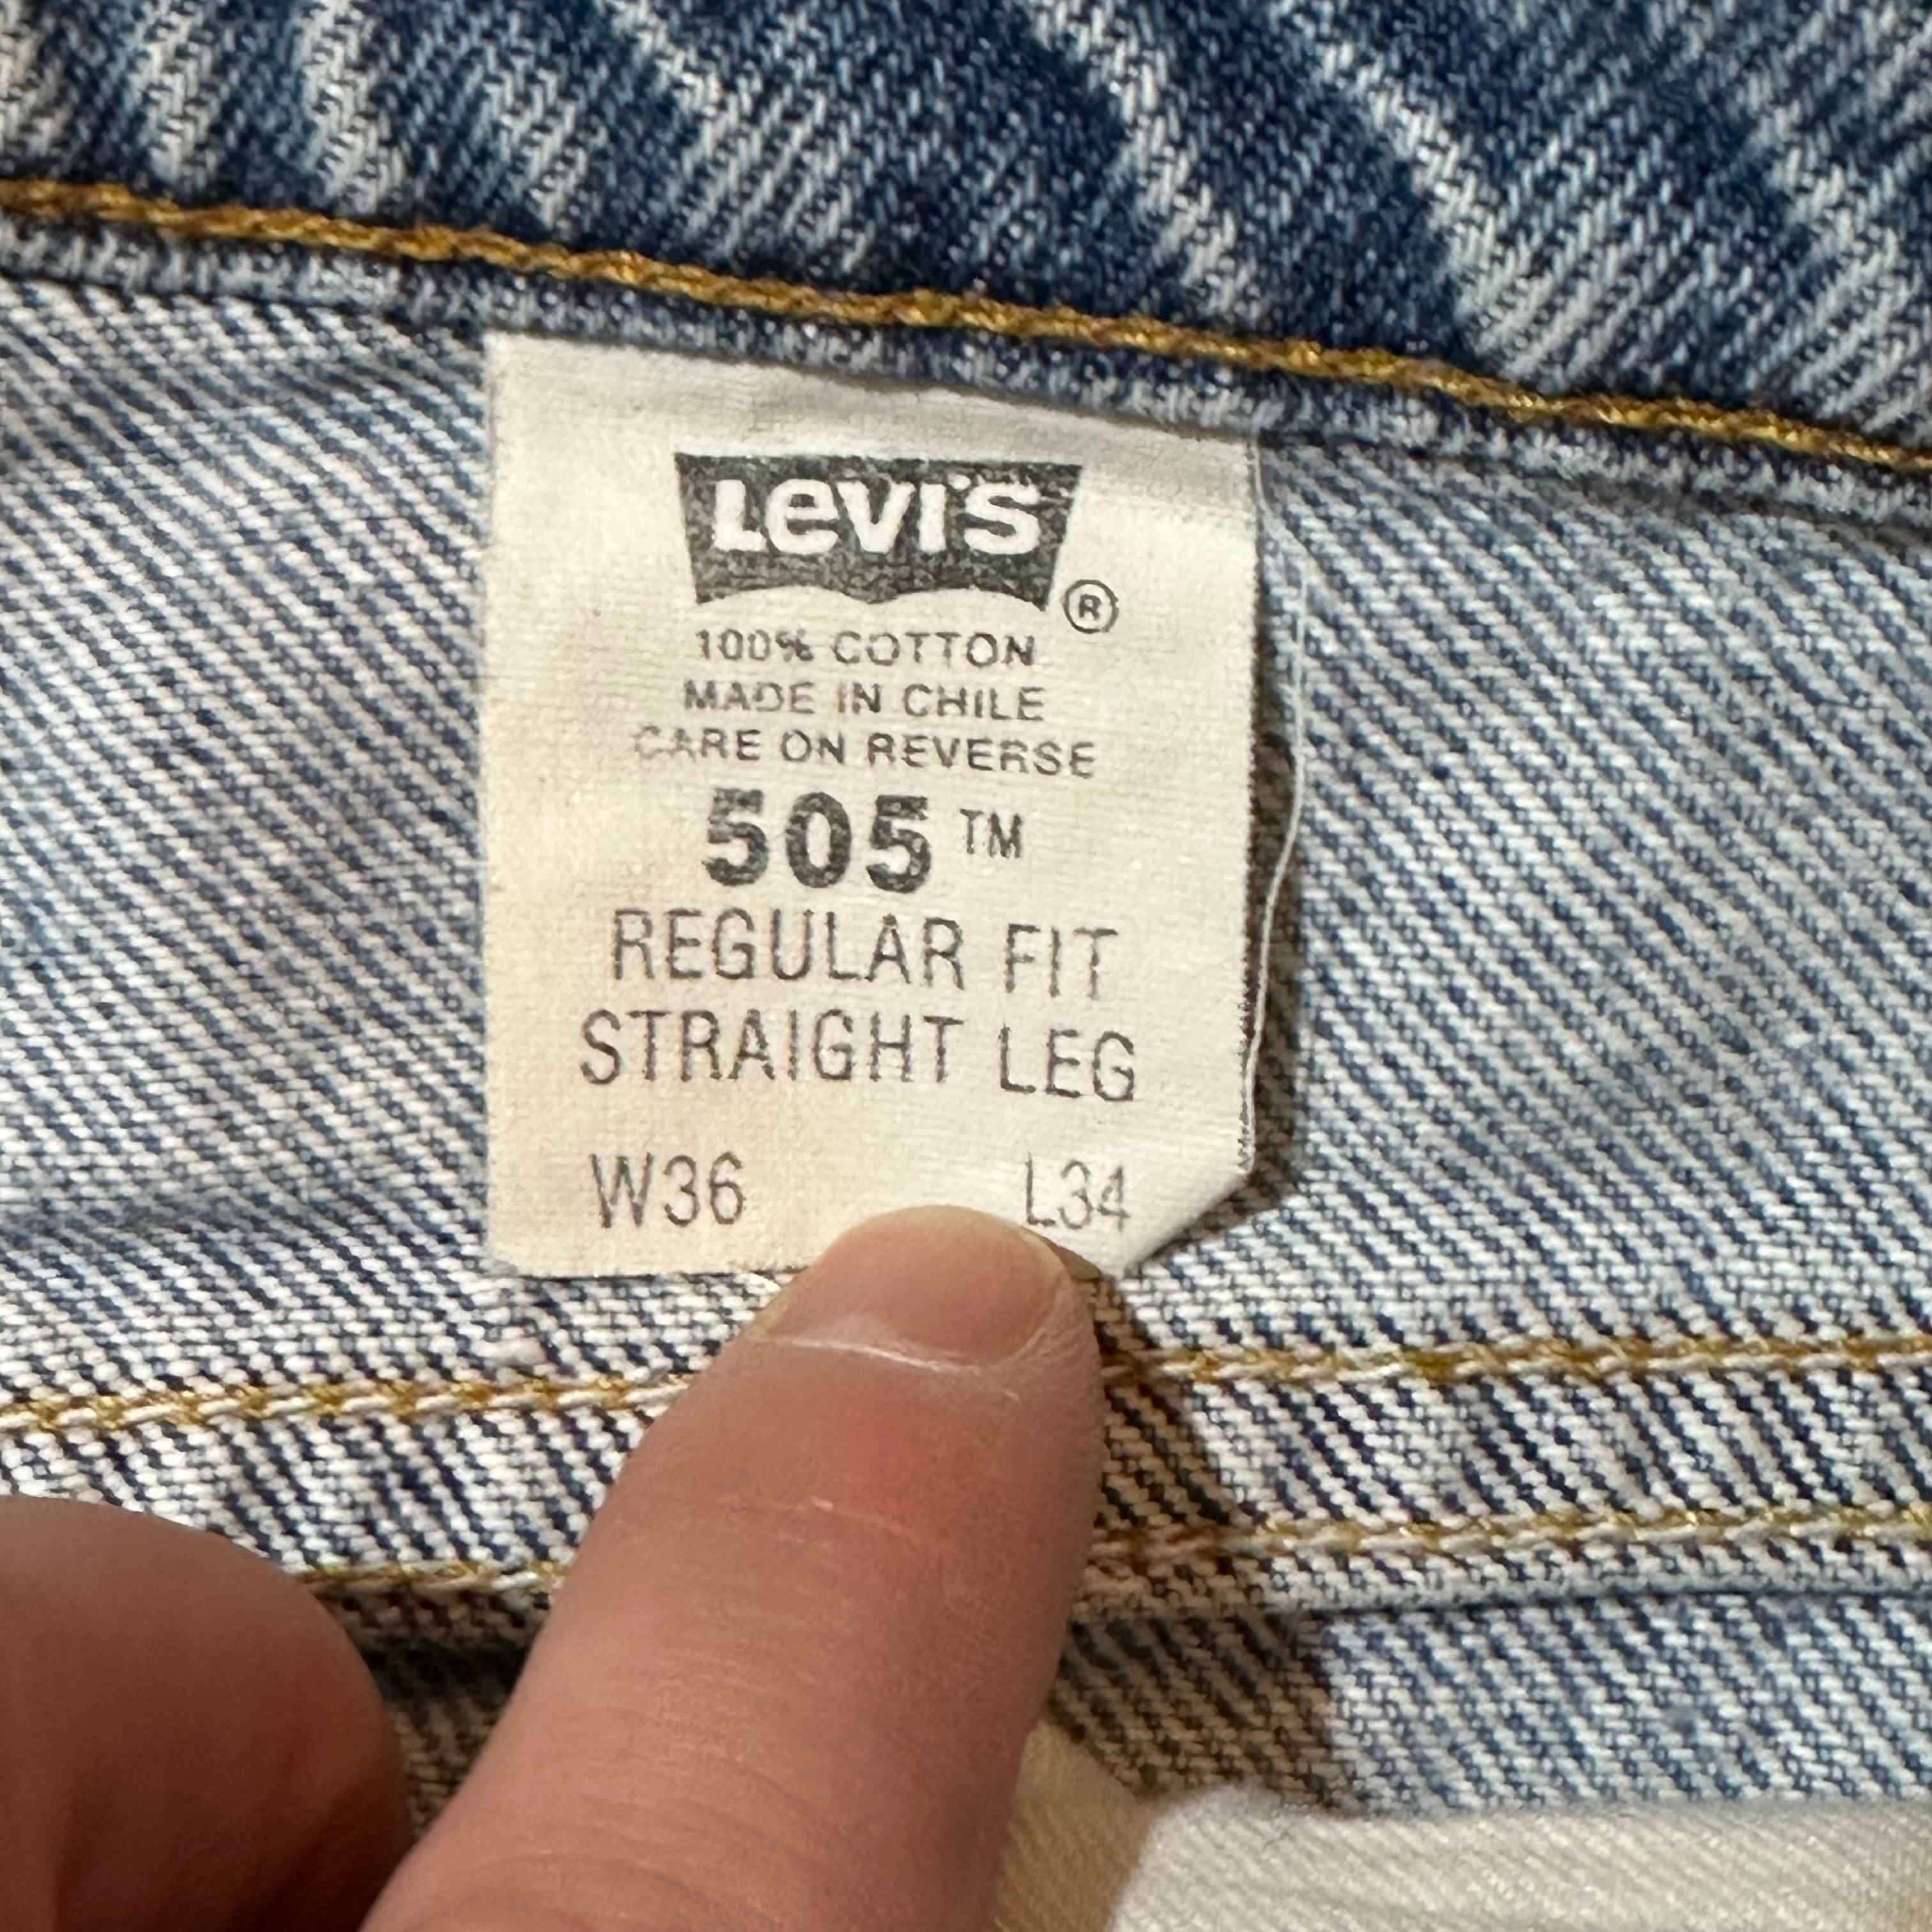 Levi's ®
100% COTTON
MADE IN CHILE
CARE ON REVERSE
505 ™
REGULAR FIT
STRAIGHT LEG
W36 L34